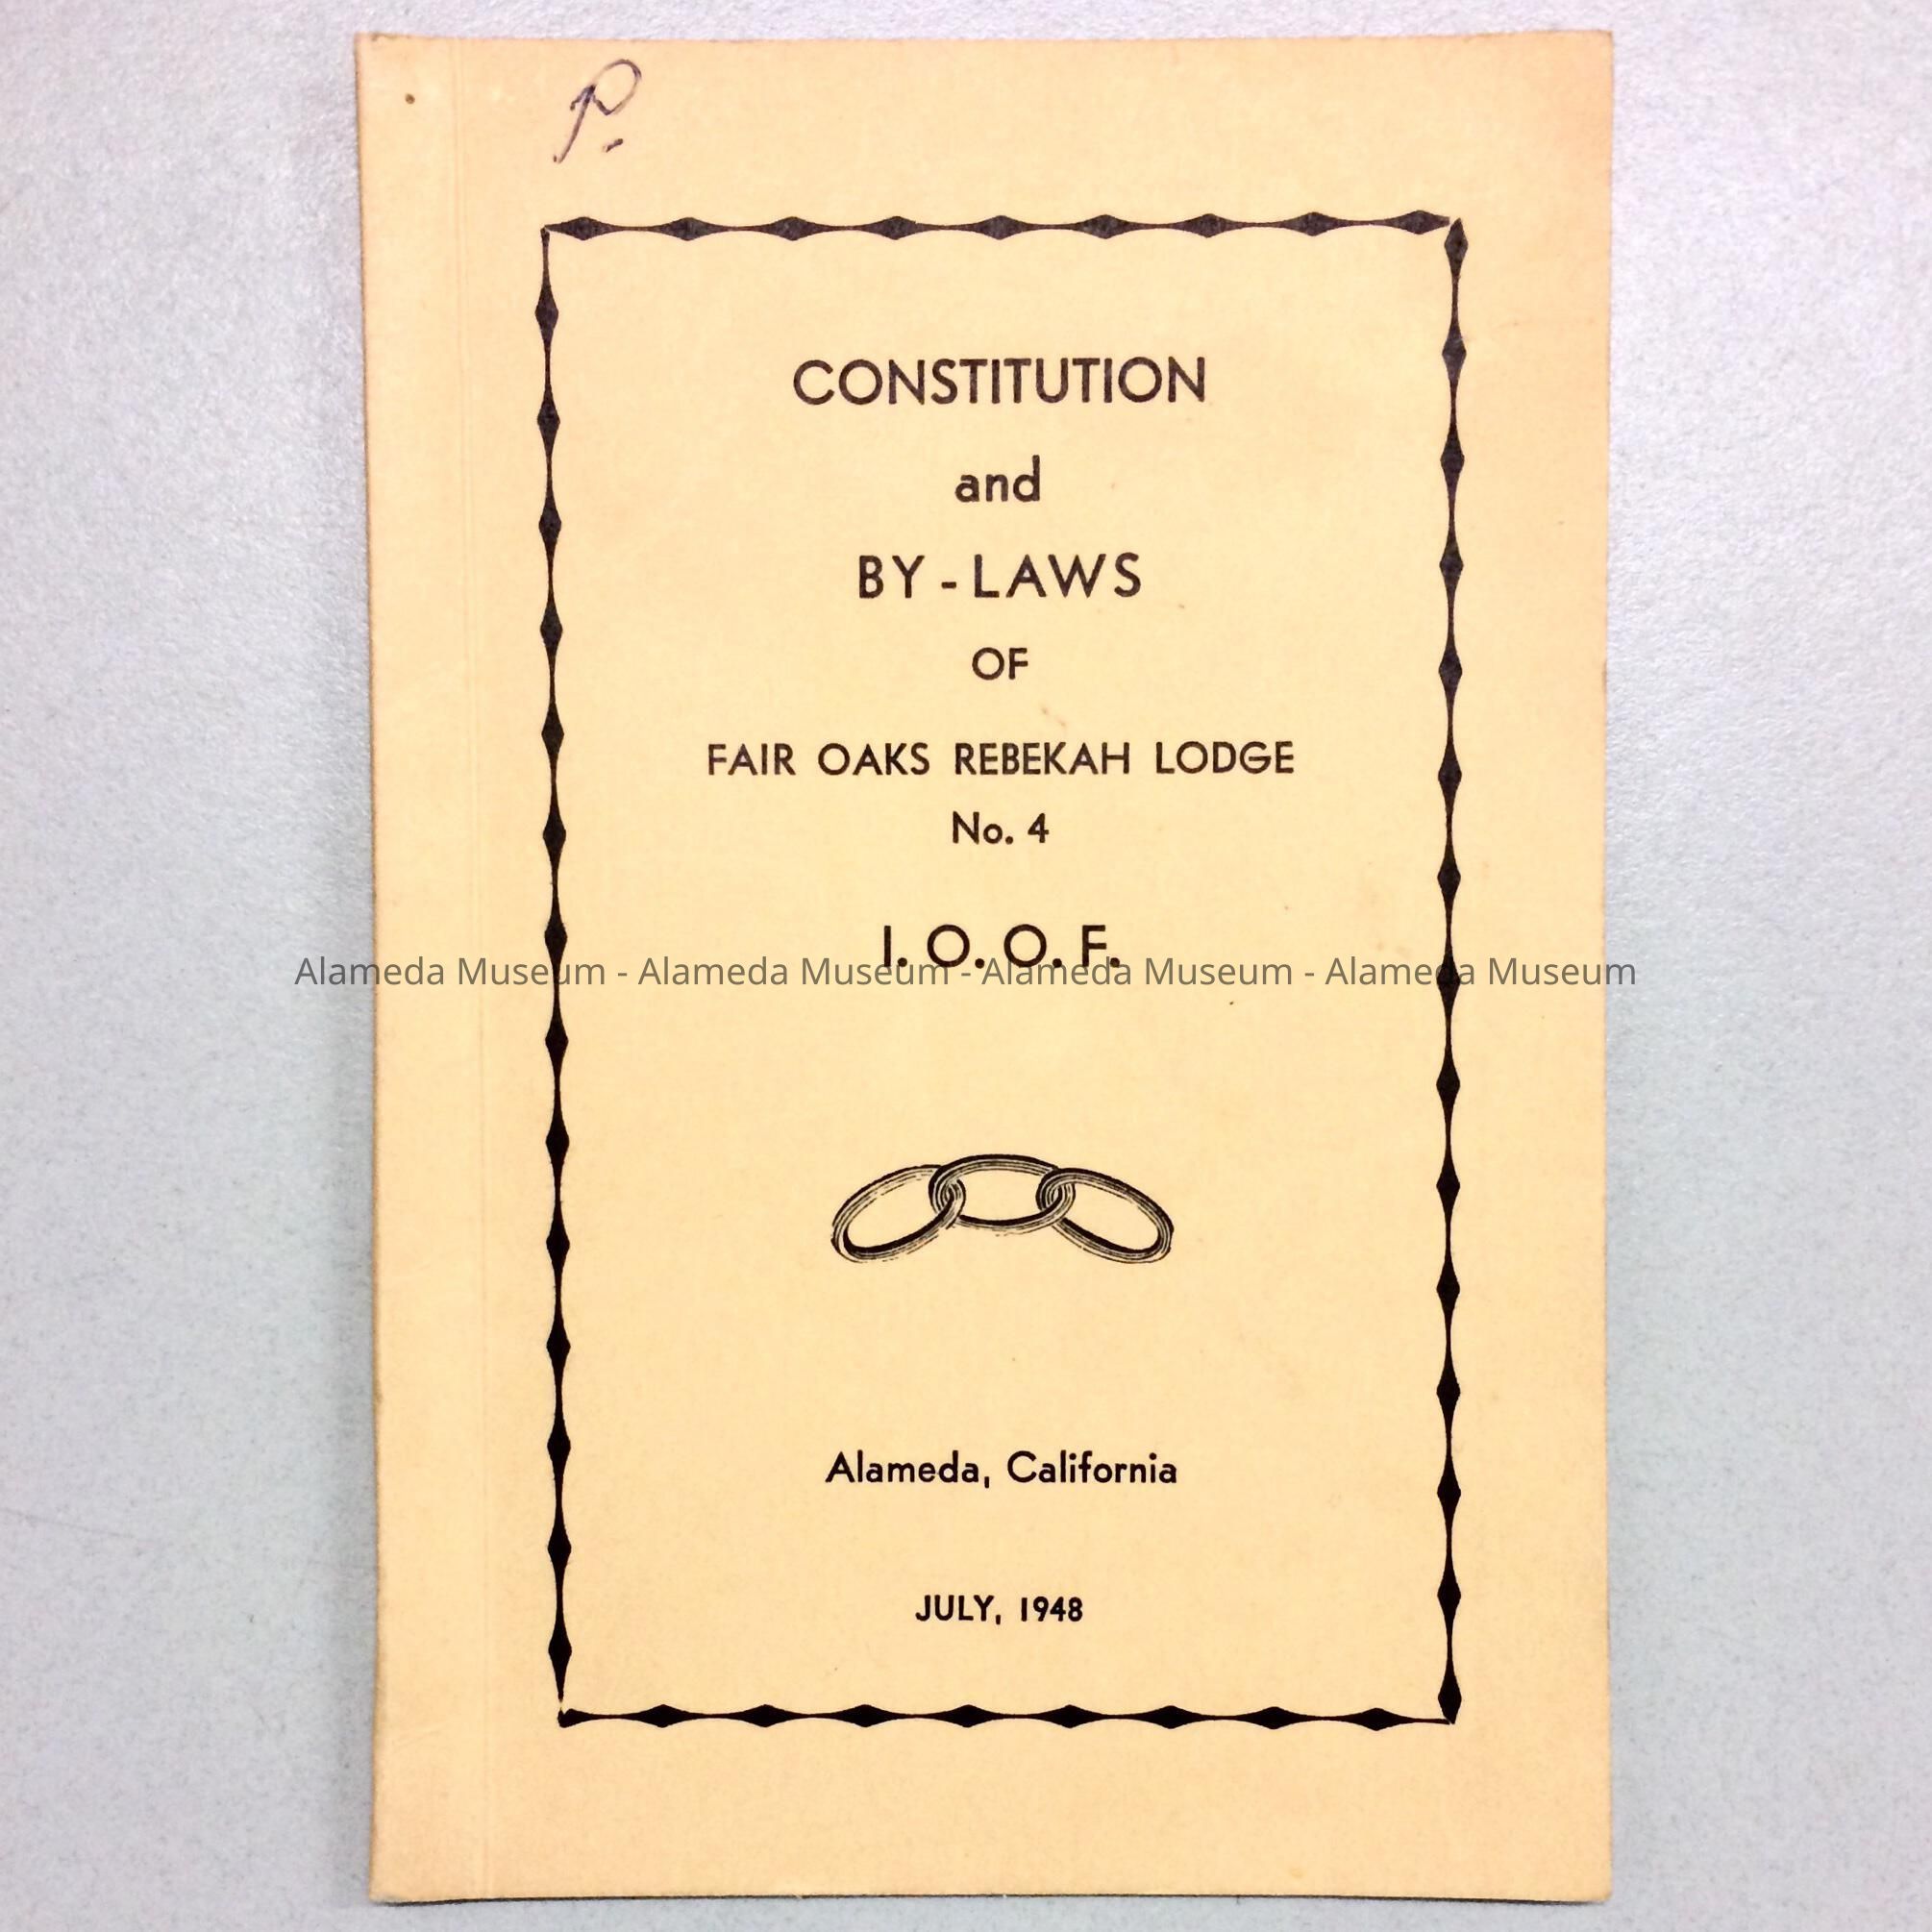 P.
CONSTITUTION
and
BY-LAWS
OF
FAIR OAKS REBEKAH LODGE
No. 4
I. O. O. F.
Alameda Museum - Alameda Museum - Alameda Museum - Alameda Museum
Alameda, California
JULY, 1948